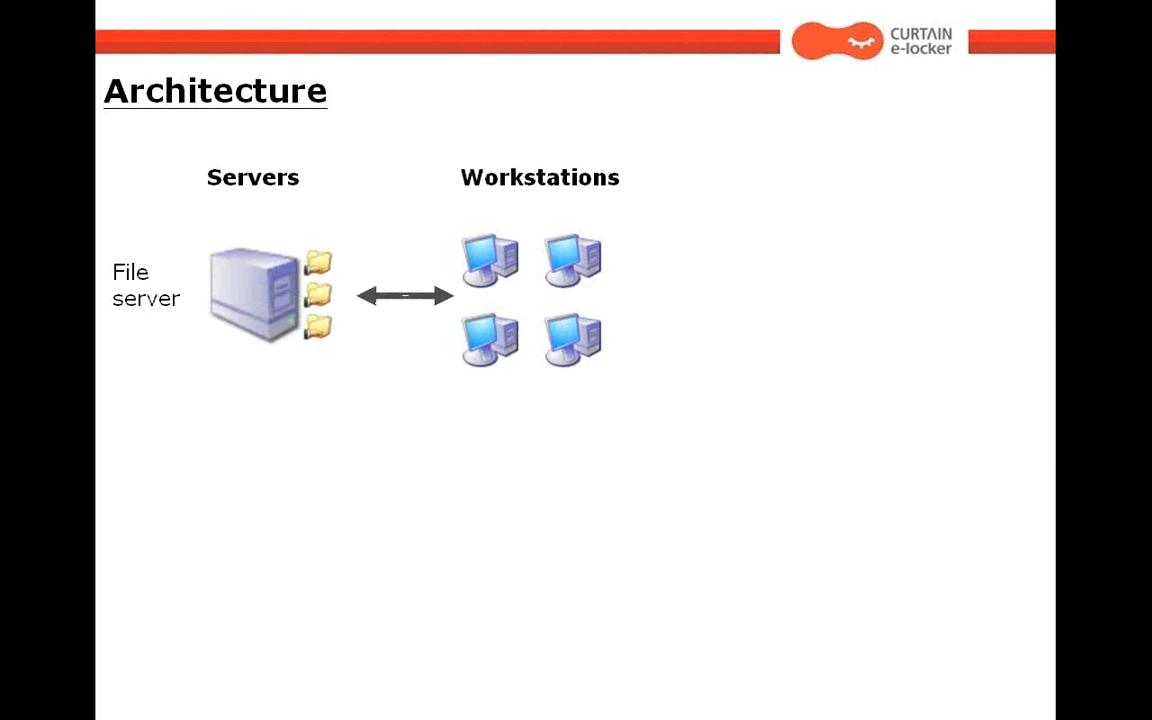 CURTAIN
e-locker
Architecture
Servers
Workstations
File
server